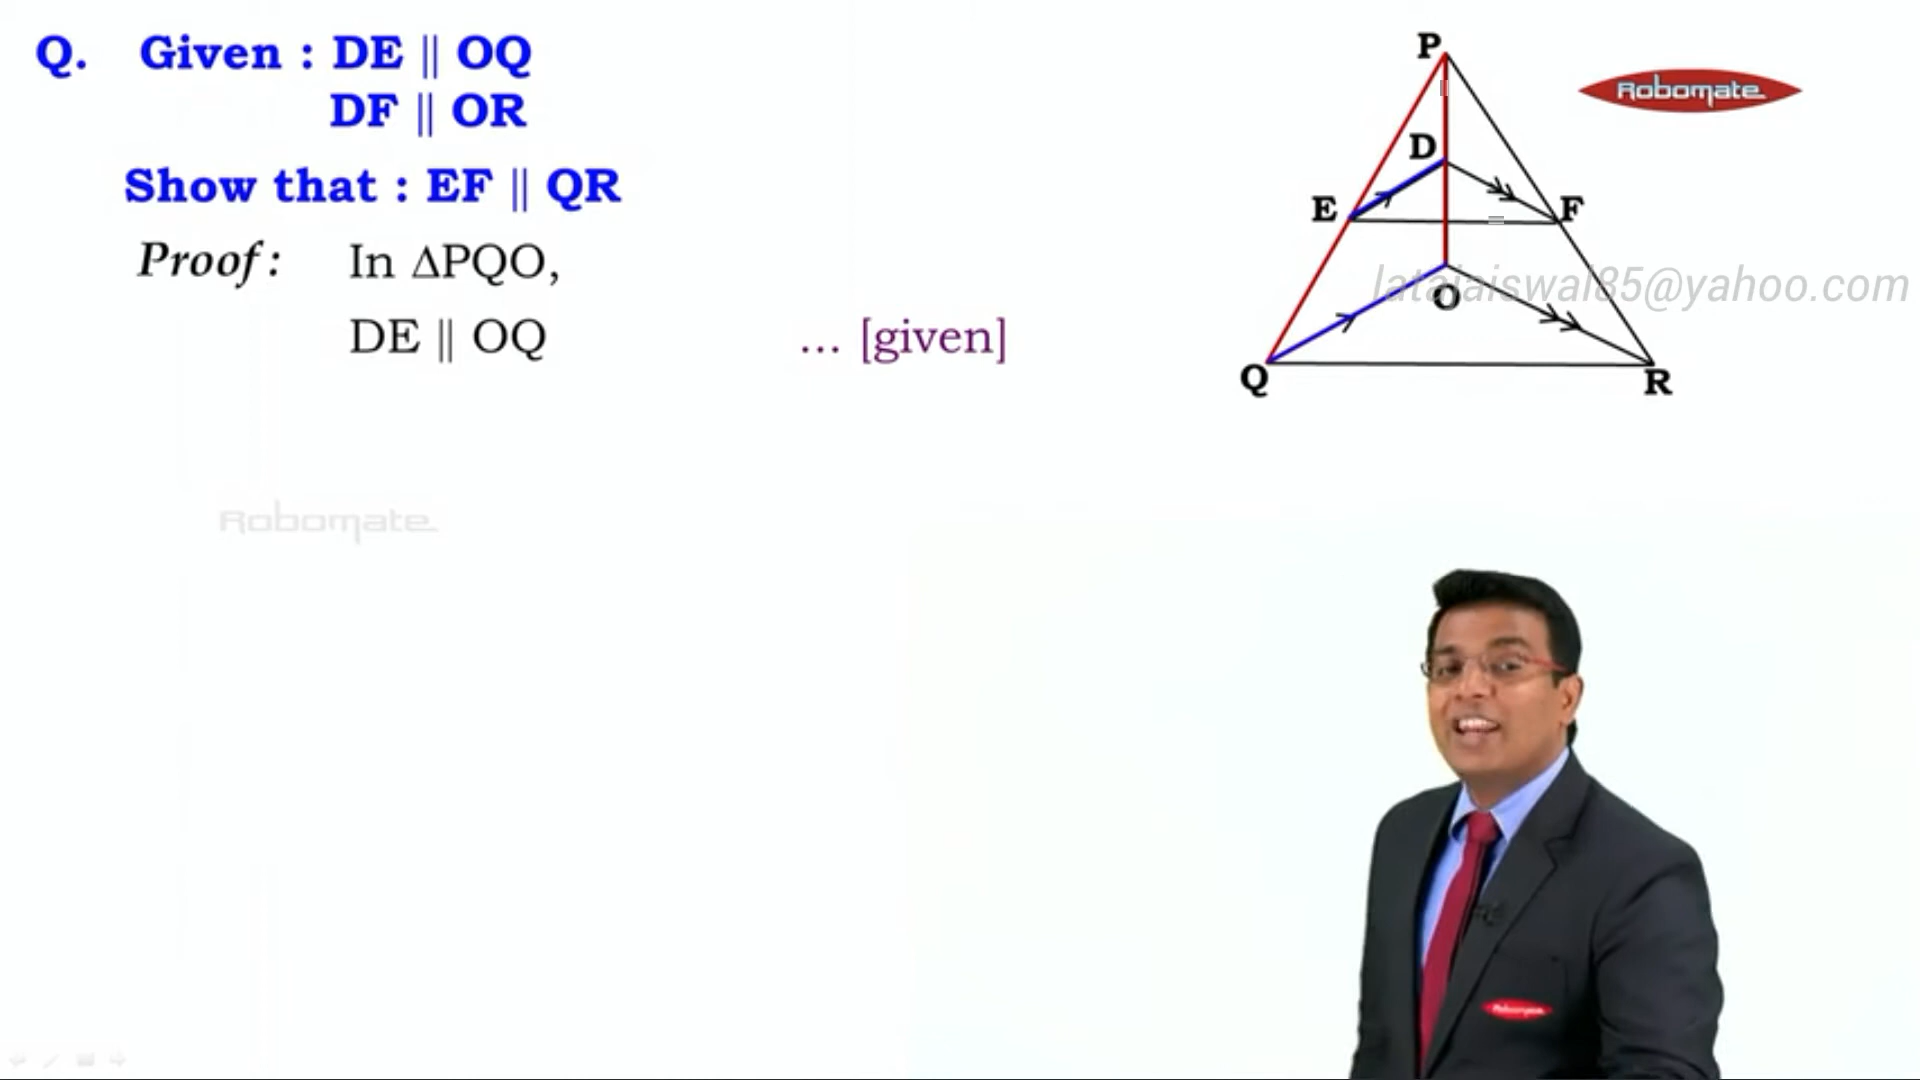 Q. Given : DE || OQ
DF || OR
Show that : EF || QR
Proof : In ΔPQO,
DE || OQ ... [given]
P
Robomate
D
E
F
latajaiswal85@yahoo.com
O
Q
R
Robomate
Robomate